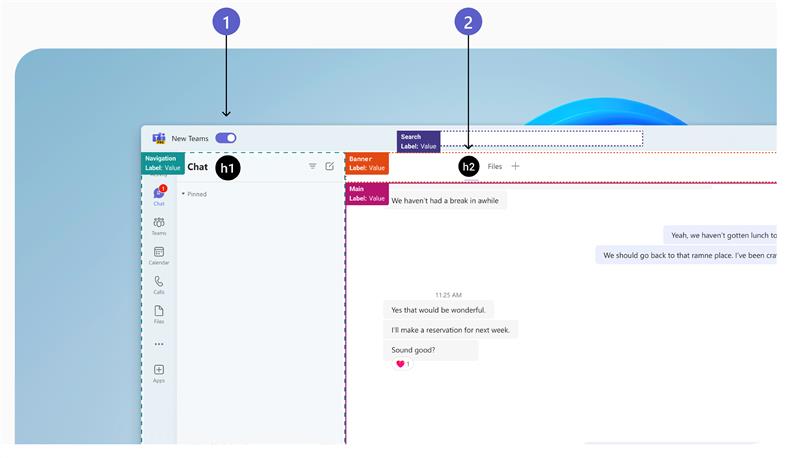 1
2
New Teams
Search
Label: Value
Navigation
Label: Value
Chat
h1
Banner
Label: Value
h2
Files
Main
Label: Value
1
Chat
Pinned
We haven't had a break in awhile
Teams
Yeah, we haven't gotten lunch to
We should go back to that ramne place. I've been
Calendar
Calls
11:25 AM
Yes that would be wonderful.
Files
I'll make a reservation for next week.
Sound good?
1
Apps